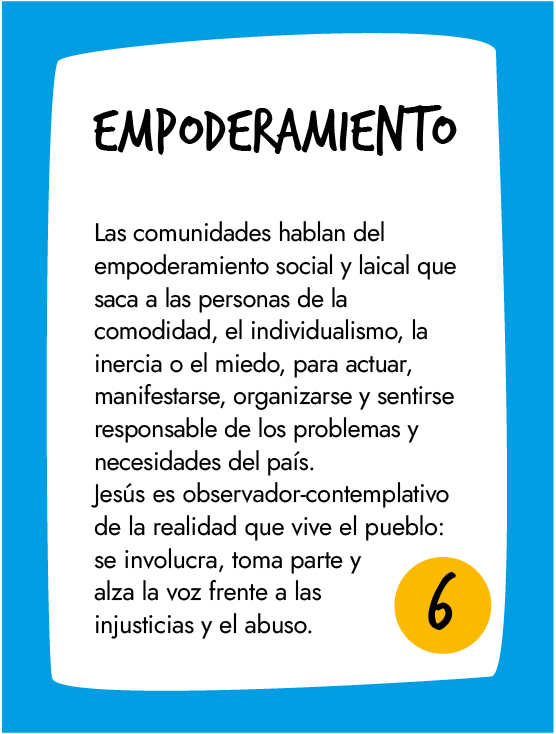 EMPODERAMIENTO
Las comunidades hablan del
empoderamiento social y laical que
saca a las personas de la
comodidad, el individualismo, la
inercia o el miedo, para actuar,
manifestarse, organizarse y sentirse
responsable de los problemas y
necesidades del país.
Jesús es observador-contemplativo
de la realidad que vive el pueblo:
se involucra, toma parte y
alza la voz frente a las
injusticias y el abuso.
6